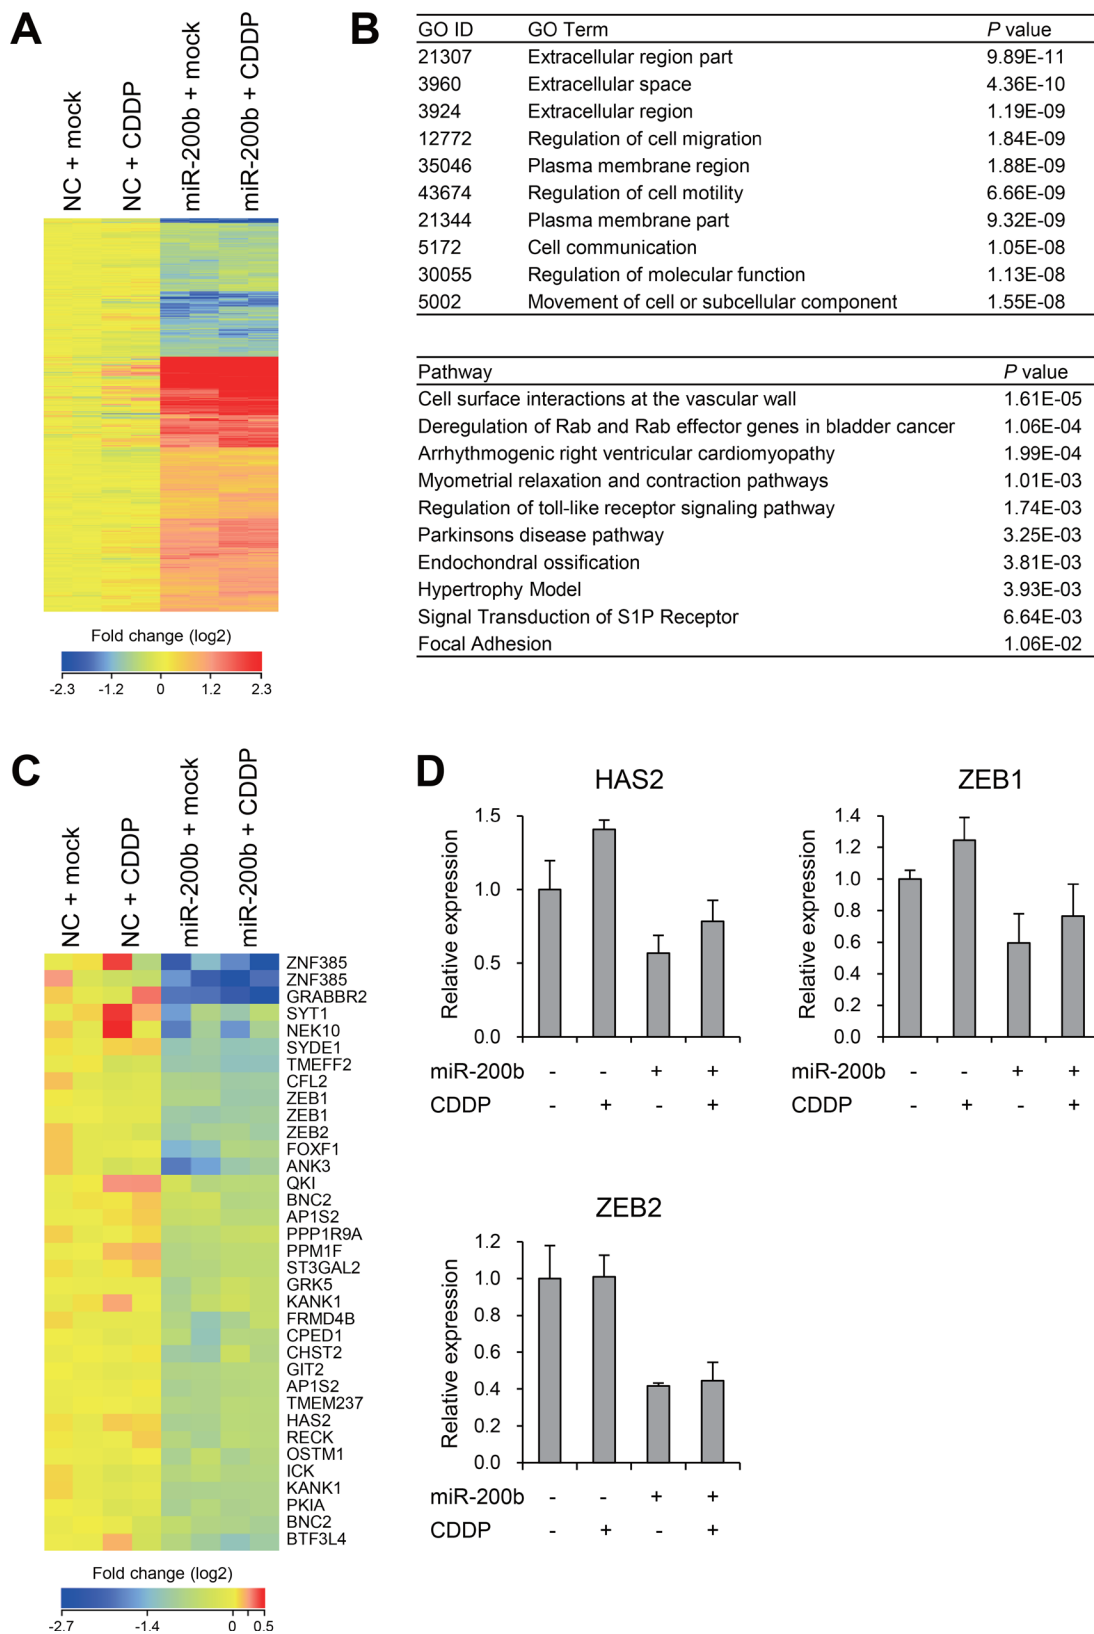 A
NC + mock
NC + CDDP
miR-200b + mock
miR-200b + CDDP
Fold change (log2)
-2.3 -1.2 0 1.2 2.3
B
GO ID GO Term P value
21307 Extracellular region part 9.89E-11
3960 Extracellular space 4.36E-10
3924 Extracellular region 1.19E-09
12772 Regulation of cell migration 1.84E-09
35046 Plasma membrane region 1.88E-09
43674 Regulation of cell motility 6.66E-09
21344 Plasma membrane part 9.32E-09
5172 Cell communication 1.05E-08
30055 Regulation of molecular function 1.13E-08
5002 Movement of cell or subcellular component 1.55E-08
Pathway P value
Cell surface interactions at the vascular wall 1.61E-05
Deregulation of Rab and Rab effector genes in bladder cancer 1.06E-04
Arrhythmogenic right ventricular cardiomyopathy 1.99E-04
Myometrial relaxation and contraction pathways 1.01E-03
Regulation of toll-like receptor signaling pathway 1.74E-03
Parkinsons disease pathway 3.25E-03
Endochondral ossification 3.81E-03
Hypertrophy Model 3.93E-03
Signal Transduction of S1P Receptor 6.64E-03
Focal Adhesion 1.06E-02
C
NC + mock
NC + CDDP
miR-200b + mock
miR-200b + CDDP
ZNF385
ZNF385
GRABBR2
SYT1
NEK10
SYDE1
TMEFF2
CFL2
ZEB1
ZEB1
ZEB2
FOXF1
ANK3
QKI
BNC2
AP1S2
PPP1R9A
PPM1F
ST3GAL2
GRK5
KANK1
FRMD4B
CPED1
CHST2
GIT2
AP1S2
TMEM237
HAS2
RECK
OSTM1
ICK
KANK1
PKIA
BNC2
BTF3L4
Fold change (log2)
-2.7 -1.4 0 0.5
D
HAS2
Relative expression
1.5
1.0
0.5
0.0
miR-200b - - + +
CDDP - + - +
ZEB1
Relative expression
1.4
1.2
1.0
0.8
0.6
0.4
0.2
0.0
miR-200b - - + +
CDDP - + - +
ZEB2
Relative expression
1.2
1.0
0.8
0.6
0.4
0.2
0.0
miR-200b - - + +
CDDP - + - +